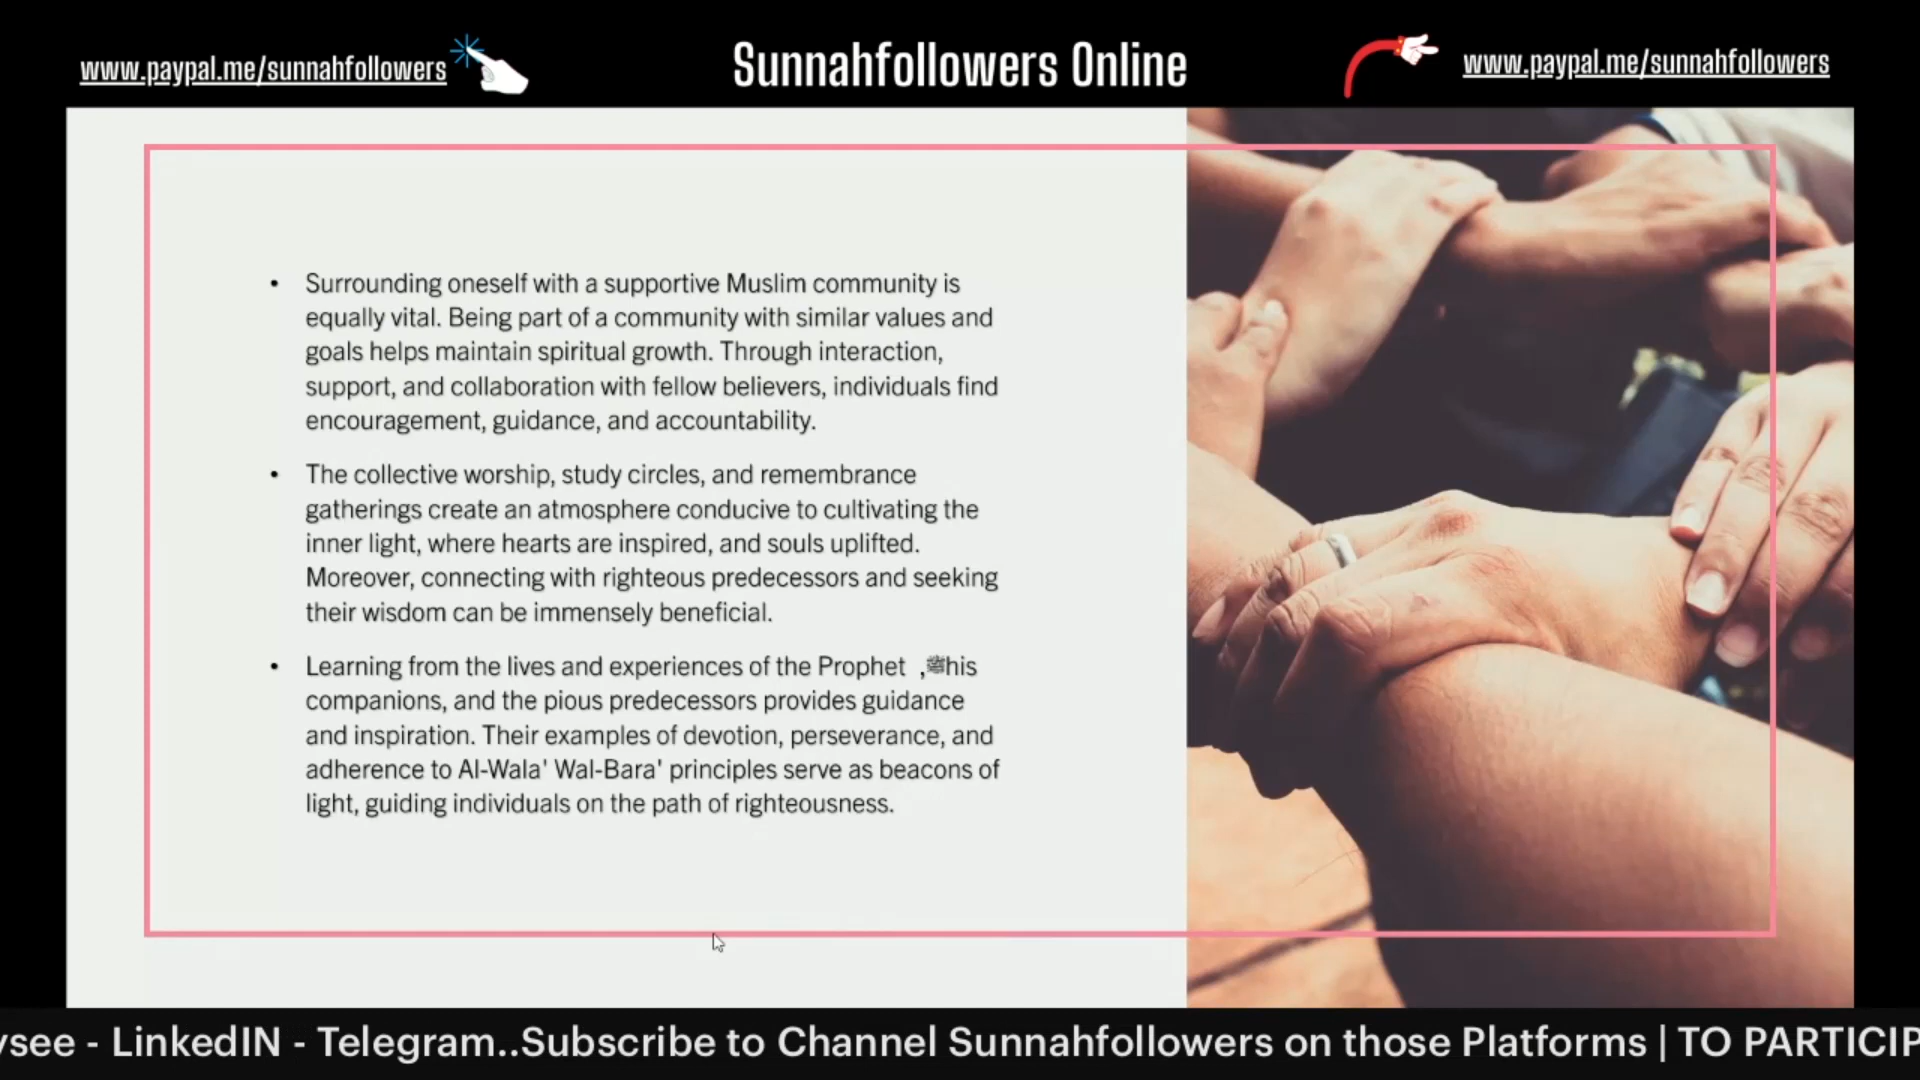 www.paypal.me/sunnahfollowers
Sunnahfollowers Online
www.paypal.me/sunnahfollowers
• Surrounding oneself with a supportive Muslim community is
equally vital. Being part of a community with similar values and
goals helps maintain spiritual growth. Through interaction,
support, and collaboration with fellow believers, individuals find
encouragement, guidance, and accountability.
• The collective worship, study circles, and remembrance
gatherings create an atmosphere conducive to cultivating the
inner light, where hearts are inspired, and souls uplifted.
Moreover, connecting with righteous predecessors and seeking
their wisdom can be immensely beneficial.
• Learning from the lives and experiences of the Prophet ,ﷺhis
companions, and the pious predecessors provides guidance
and inspiration. Their examples of devotion, perseverance, and
adherence to Al-Wala' Wal-Bara' principles serve as beacons of
light, guiding individuals on the path of righteousness.
ysee - LinkedIN - Telegram..Subscribe to Channel Sunnahfollowers on those Platforms | TO PARTICIP